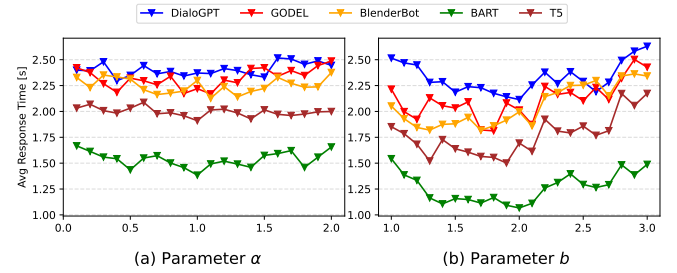 DialoGPT GODEL BlenderBot BART T5
Avg Response Time [s]
2.50 2.50
2.25 2.25
2.00 2.00
1.75 1.75
1.50 1.50
1.25 1.25
1.00 1.00
0.0 0.5 1.0 1.5 2.0 1.0 1.5 2.0 2.5 3.0
(a) Parameter α (b) Parameter b